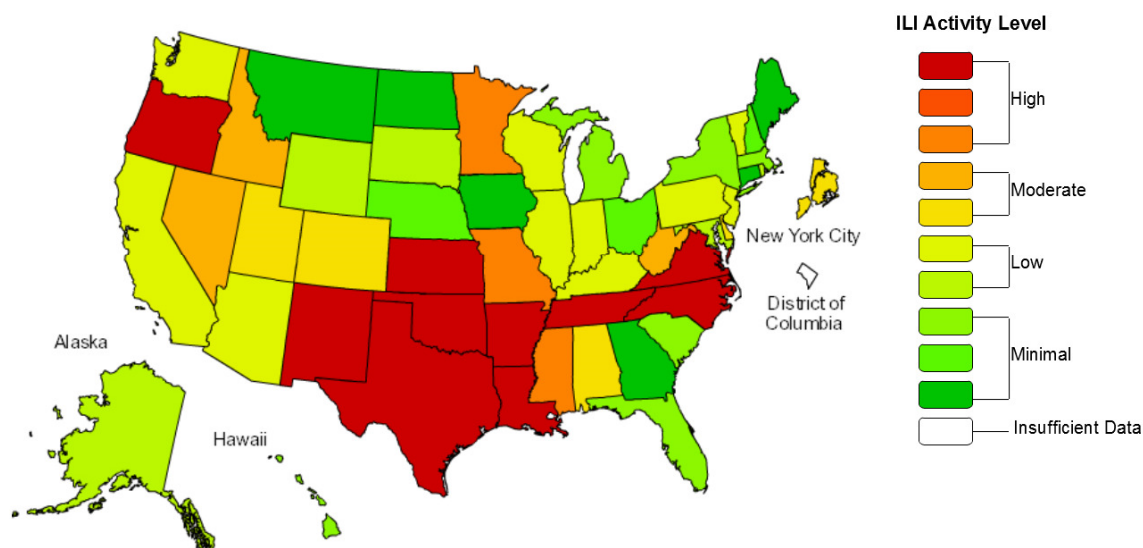 ILI Activity Level
High
Moderate
Low
Minimal
Insufficient Data
New York City
District of
Columbia
Alaska
Hawaii